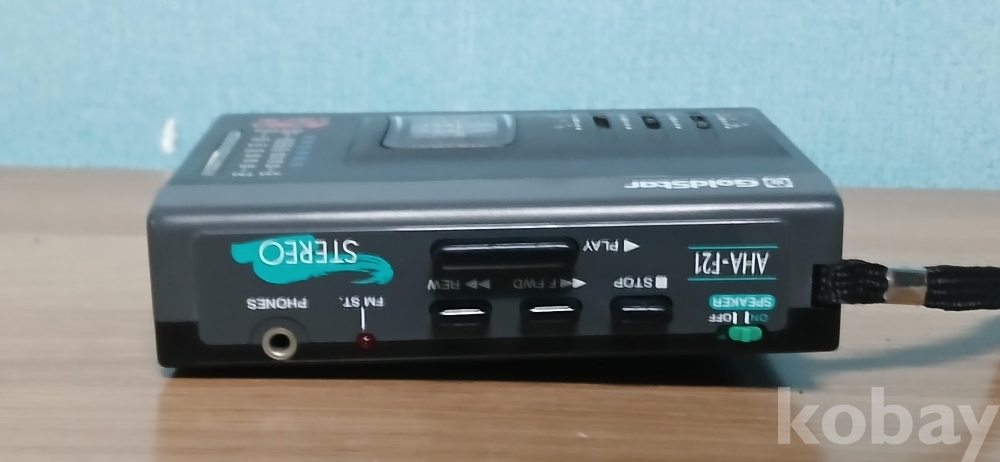 GoldStar
STEREO
PLAY
AHA-F21
PHONES
FM ST.
REW
F FWD
STOP
SPEAKER
ON OFF
kobay